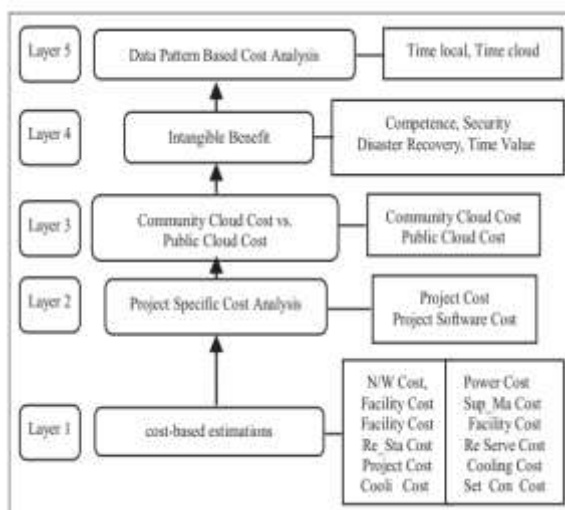 Layer 5
Data Pattern Based Cost Analysis
Time local, Time cloud
Layer 4
Intangible Benefit
Competence, Security
Disaster Recovery, Time Value
Layer 3
Community Cloud Cost vs.
Public Cloud Cost
Community Cloud Cost
Public Cloud Cost
Layer 2
Project Specific Cost Analysis
Project Cost
Project Software Cost
Layer 1
cost-based estimations
N/W Cost,
Facility Cost
Facility Cost
Re_Sta Cost
Project Cost
Cooli Cost
Power Cost
Sup_Ma Cost
Facility Cost
Re Serve Cost
Cooling Cost
Set Con Cost